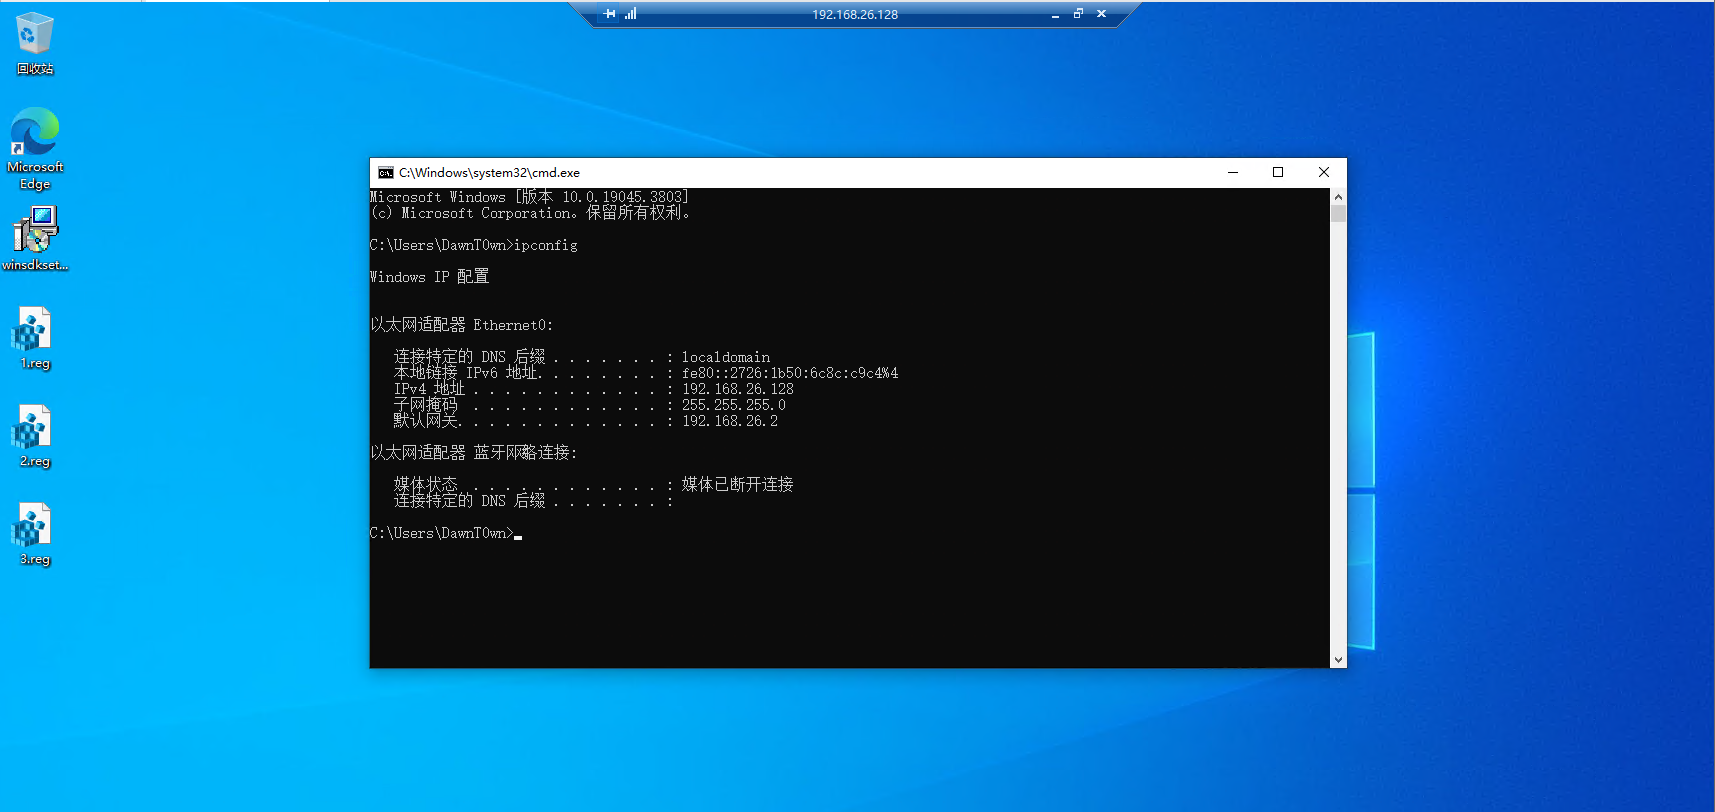 192.168.26.128
回收站
Microsoft
Edge
winsdkset...
1.reg
2.reg
3.reg
C:\Windows\system32\cmd.exe
Microsoft Windows [版本 10.0.19045.3803]
(c) Microsoft Corporation。保留所有权利。
C:\Users\DawnT0wn>ipconfig
Windows IP 配置
以太网适配器 Ethernet0:
连接特定的 DNS 后缀 . . . . . . . : localdomain
本地链接 IPv6 地址. . . . . . . . : fe80::2726:1b50:6c8c:c9c4%4
IPv4 地址 . . . . . . . . . . . . : 192.168.26.128
子网掩码  . . . . . . . . . . . . : 255.255.255.0
默认网关. . . . . . . . . . . . . : 192.168.26.2
以太网适配器 蓝牙网络连接:
媒体状态  . . . . . . . . . . . . : 媒体已断开连接
连接特定的 DNS 后缀 . . . . . . . :
C:\Users\DawnT0wn>